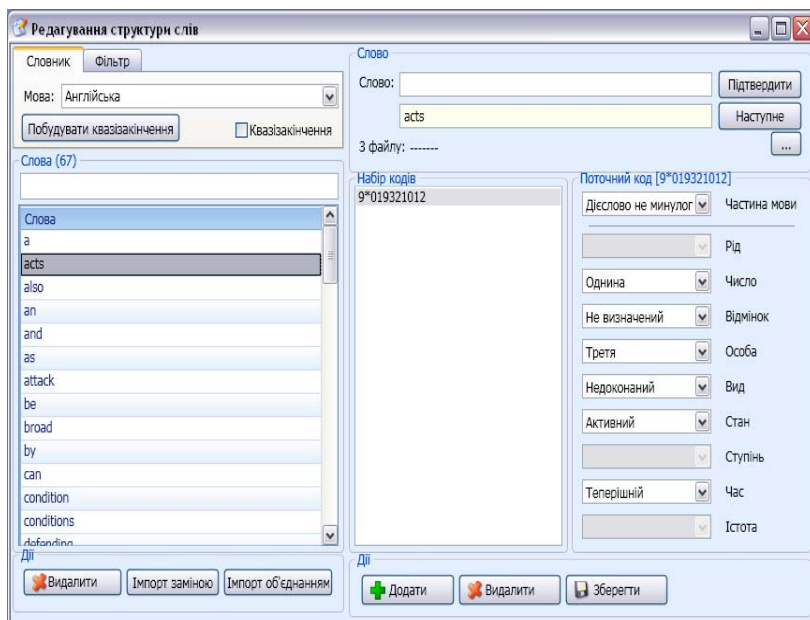 Редагування структури слів
Словник
Фільтр
Мова: Англійська
Побудувати квазізакінчення
Квазізакінчення
Слова (67)
Слова
a
acts
also
an
and
as
attack
be
broad
by
can
condition
conditions
defending
Дії
Видалити
Імпорт заміною
Імпорт об'єднанням
Слово
Слово:
Підтвердити
acts
Наступне
З файлу: -------
...
Набір кодів
9*019321012
Поточний код [9*019321012]
Дієслово не минулог Частина мови
Рід
Однина Число
Не визначений Відмінок
Третя Особа
Недоконаний Вид
Активний Стан
Ступінь
Теперішній Час
Істота
Дії
Додати
Видалити
Зберегти